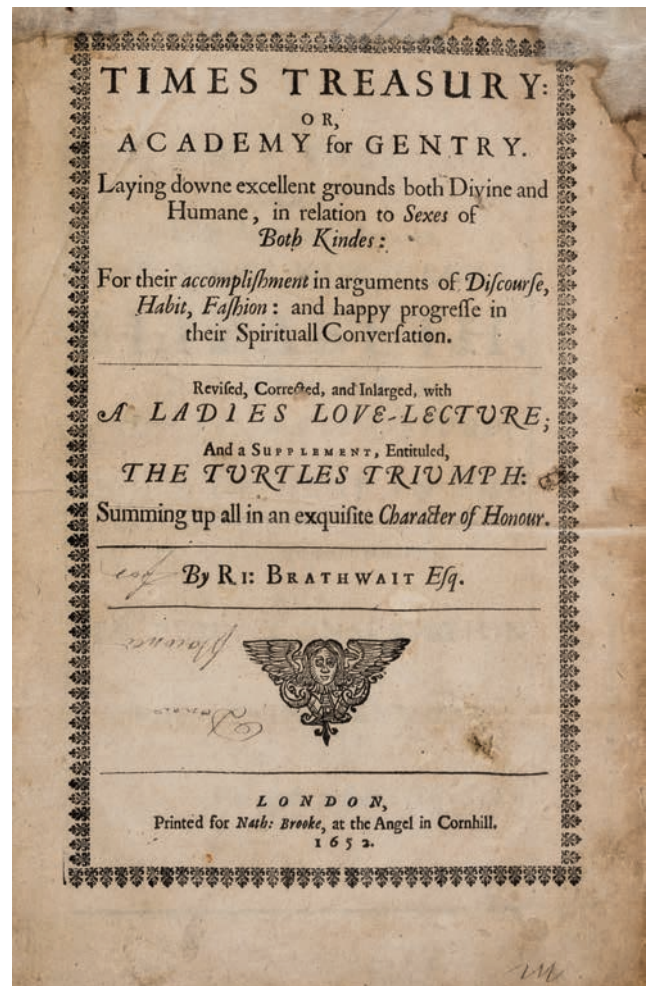 TIMES TREASURY:
OR,
ACADEMY for GENTRY.
Laying downe excellent grounds both Divine and
Humane, in relation to Sexes of
Both Kindes:
For their accompliſhment in arguments of Diſcourſe,
Habit, Faſhion: and happy progreſſe in
their Spirituall Converſation.
Reviſed, Corrected, and Inlarged, with
A LADIES LOVE-LECTVRE;
And a SUPPLEMENT, Entituled,
THE TVRTLES TRIVMPH:
Summing up all in an exquiſite Character of Honour.
By RI: BRATHWAIT Eſq.
LONDON,
Printed for Nath: Brooke, at the Angel in Cornhill.
1652.